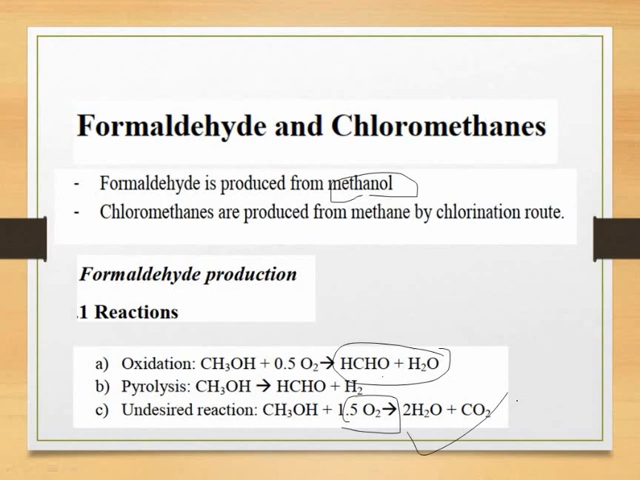 Formaldehyde and Chloromethanes
- Formaldehyde is produced from methanol
- Chloromethanes are produced from methane by chlorination route.
Formaldehyde production
.1 Reactions
a) Oxidation: CH₃OH + 0.5 O₂→ HCHO + H₂O
b) Pyrolysis: CH₃OH → HCHO + H₂
c) Undesired reaction: CH₃OH + 1.5 O₂→ 2H₂O + CO₂